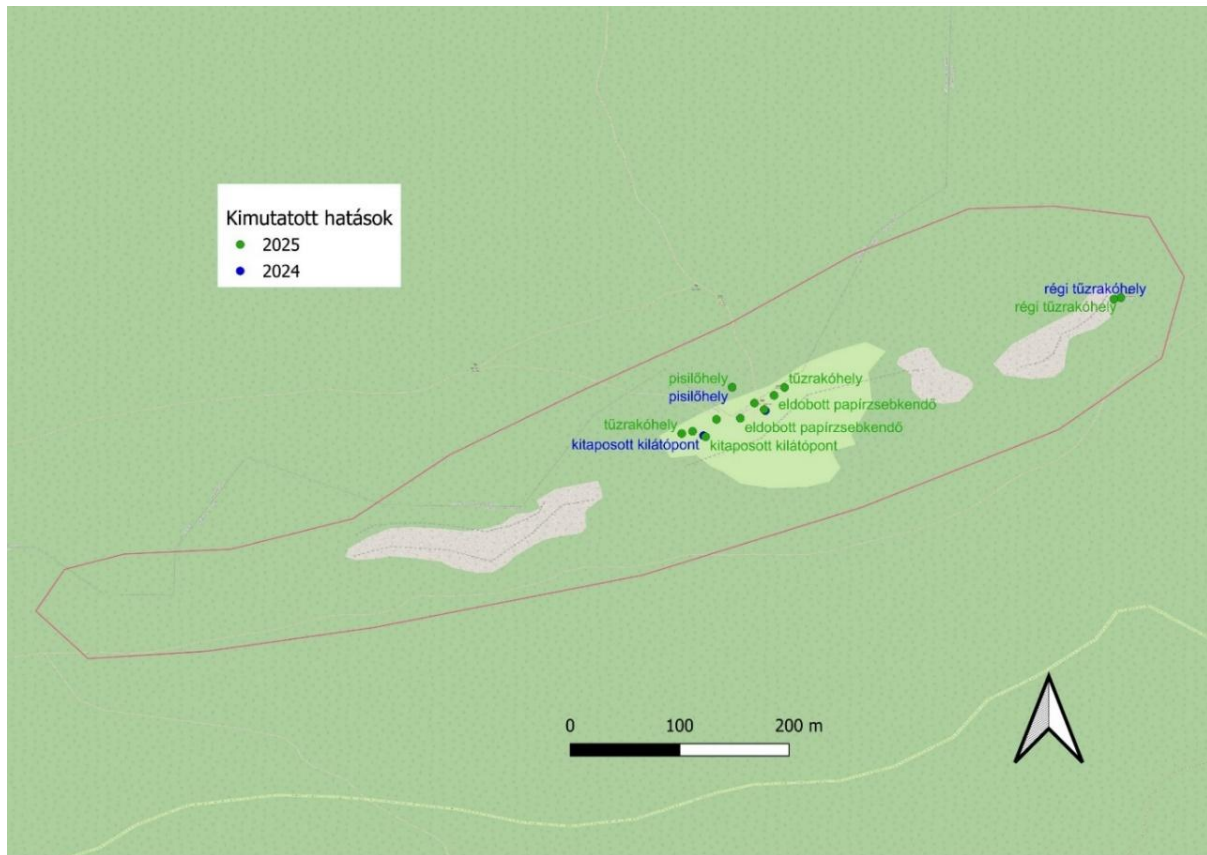 Kimutatott hatások
2025
2024
régi tűzrakóhely
régi tűzrakóhely
pisilőhely
tűzrakóhely
pisilőhely
eldobott papírzsebkendő
tűzrakóhely
eldobott papírzsebkendő
kitaposott kilátópont
kitaposott kilátópont
0 100 200 m